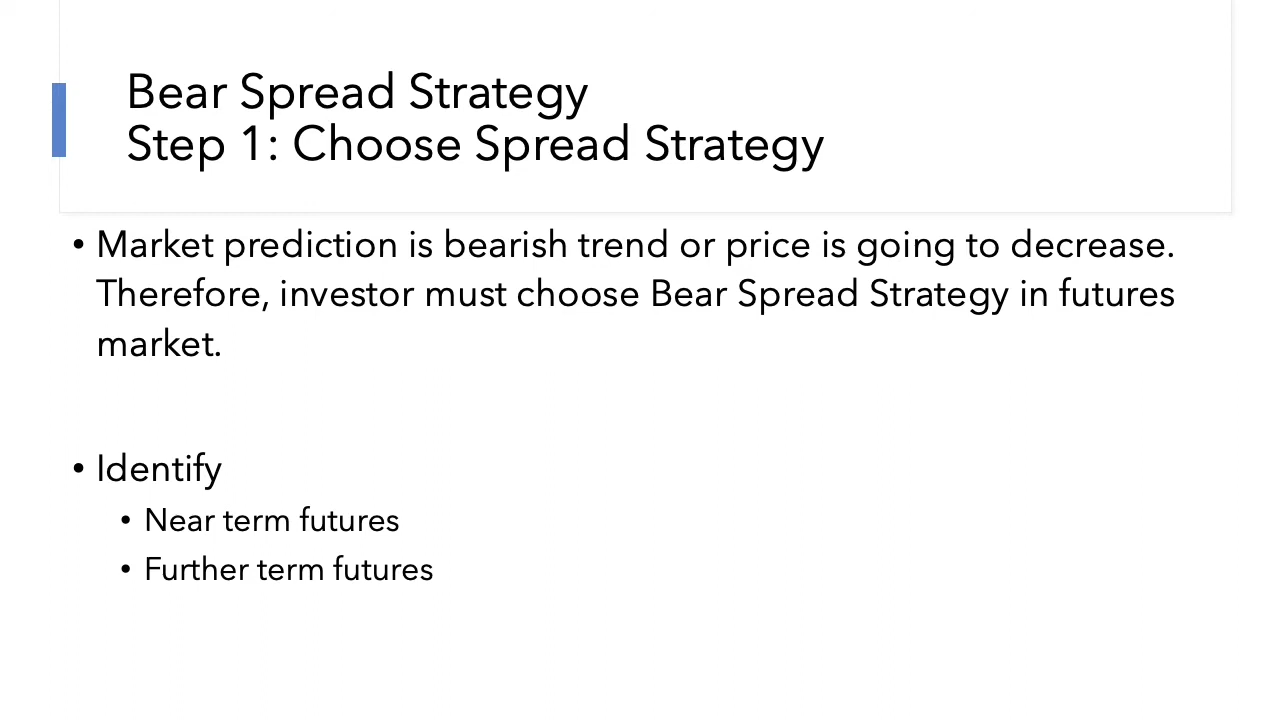 Bear Spread Strategy
Step 1: Choose Spread Strategy
• Market prediction is bearish trend or price is going to decrease.
Therefore, investor must choose Bear Spread Strategy in futures
market.
• Identify
• Near term futures
• Further term futures